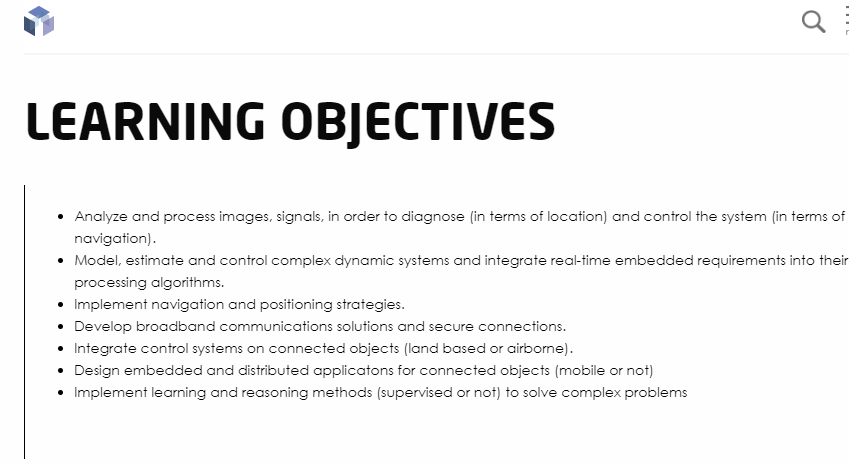 LEARNING OBJECTIVES
• Analyze and process images, signals, in order to diagnose (in terms of location) and control the system (in terms of
navigation).
• Model, estimate and control complex dynamic systems and integrate real-time embedded requirements into their
processing algorithms.
• Implement navigation and positioning strategies.
• Develop broadband communications solutions and secure connections.
• Integrate control systems on connected objects (land based or airborne).
• Design embedded and distributed applicatons for connected objects (mobile or not)
• Implement learning and reasoning methods (supervised or not) to solve complex problems